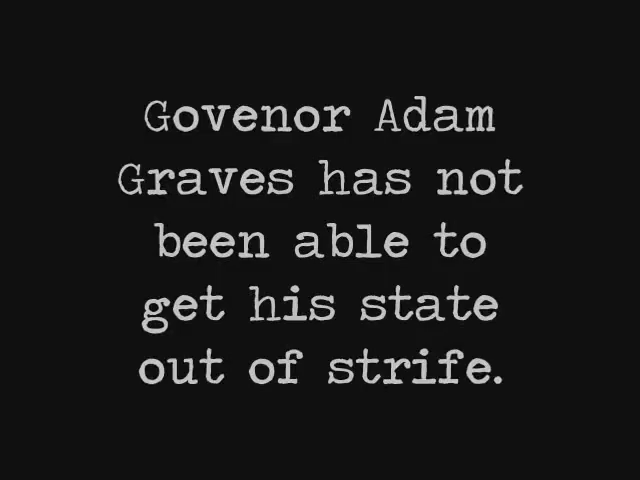 Govenor Adam
Graves has not
been able to
get his state
out of strife.